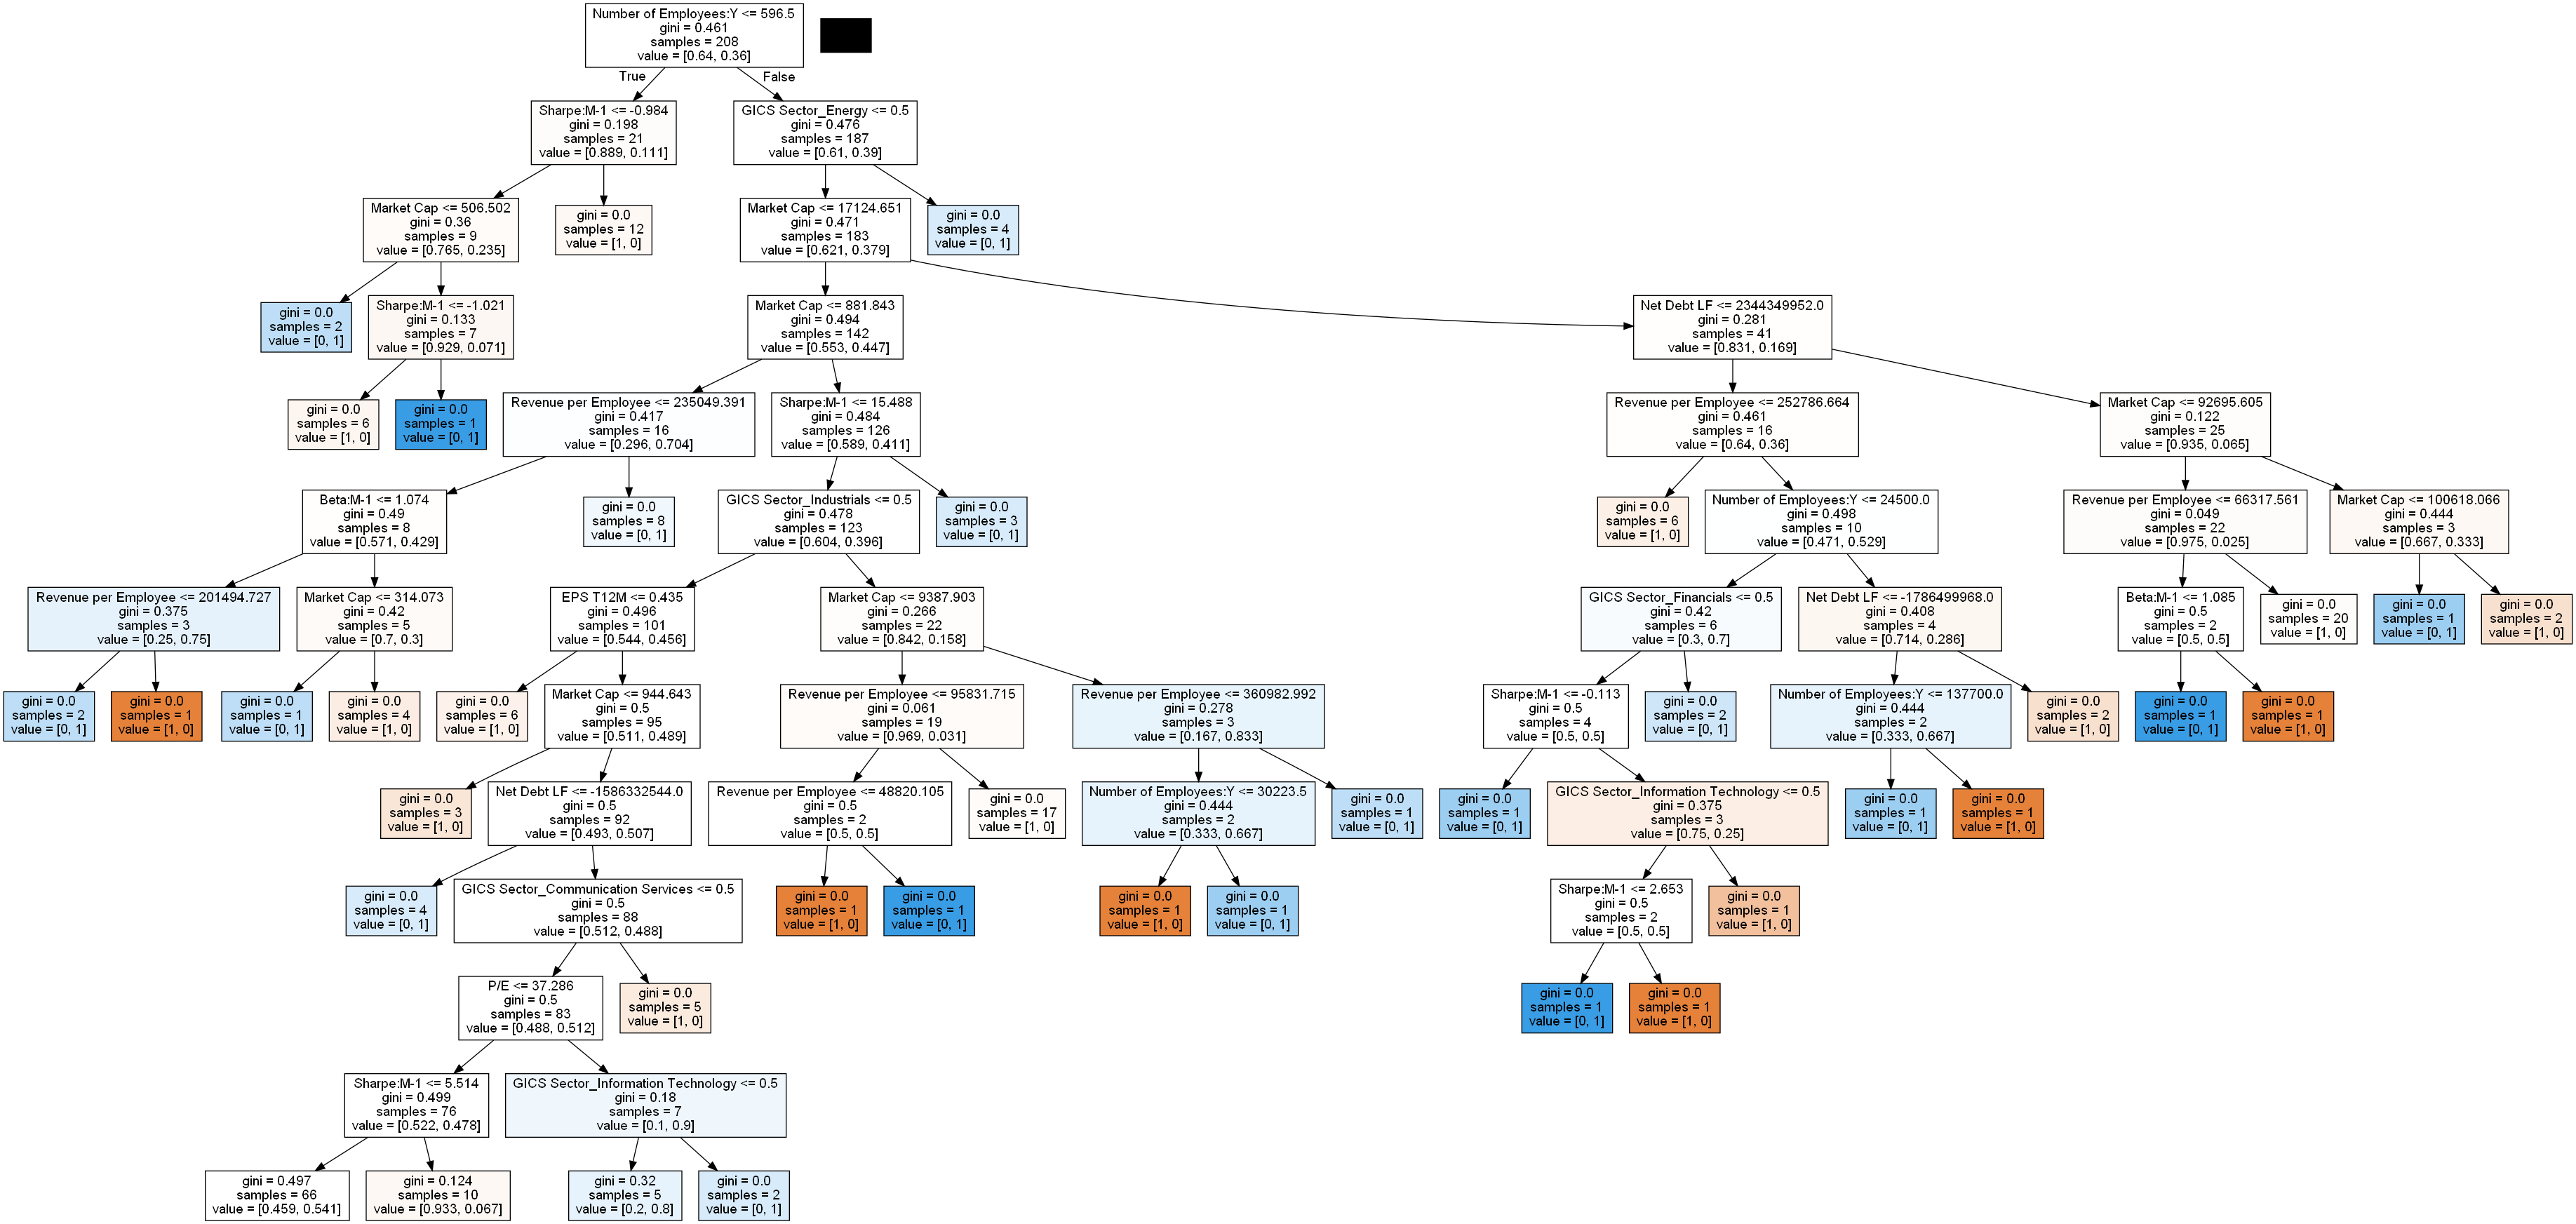 Number of Employees:Y <= 596.5
gini = 0.461
samples = 208
value = [0.64, 0.36]
True
False
Sharpe:M-1 <= -0.984
gini = 0.198
samples = 21
value = [0.889, 0.111]
GICS Sector_Energy <= 0.5
gini = 0.476
samples = 187
value = [0.61, 0.39]
Market Cap <= 506.502
gini = 0.36
samples = 9
value = [0.765, 0.235]
gini = 0.0
samples = 12
value = [1, 0]
Market Cap <= 17124.651
gini = 0.471
samples = 183
value = [0.621, 0.379]
gini = 0.0
samples = 4
value = [0, 1]
gini = 0.0
samples = 2
value = [0, 1]
Sharpe:M-1 <= -1.021
gini = 0.133
samples = 7
value = [0.929, 0.071]
Market Cap <= 881.843
gini = 0.494
samples = 142
value = [0.553, 0.447]
Net Debt LF <= 2344349952.0
gini = 0.281
samples = 41
value = [0.831, 0.169]
gini = 0.0
samples = 6
value = [1, 0]
gini = 0.0
samples = 1
value = [0, 1]
Revenue per Employee <= 235049.391
gini = 0.417
samples = 16
value = [0.296, 0.704]
Sharpe:M-1 <= 15.488
gini = 0.484
samples = 126
value = [0.589, 0.411]
Revenue per Employee <= 252786.664
gini = 0.461
samples = 16
value = [0.64, 0.36]
Market Cap <= 92695.605
gini = 0.122
samples = 25
value = [0.935, 0.065]
Beta:M-1 <= 1.074
gini = 0.49
samples = 8
value = [0.571, 0.429]
gini = 0.0
samples = 8
value = [0, 1]
GICS Sector_Industrials <= 0.5
gini = 0.478
samples = 123
value = [0.604, 0.396]
gini = 0.0
samples = 3
value = [0, 1]
gini = 0.0
samples = 6
value = [1, 0]
Number of Employees:Y <= 24500.0
gini = 0.498
samples = 10
value = [0.471, 0.529]
Revenue per Employee <= 66317.561
gini = 0.049
samples = 22
value = [0.975, 0.025]
Market Cap <= 100618.066
gini = 0.444
samples = 3
value = [0.667, 0.333]
Revenue per Employee <= 201494.727
gini = 0.375
samples = 3
value = [0.25, 0.75]
Market Cap <= 314.073
gini = 0.42
samples = 5
value = [0.7, 0.3]
EPS T12M <= 0.435
gini = 0.496
samples = 101
value = [0.544, 0.456]
Market Cap <= 9387.903
gini = 0.266
samples = 22
value = [0.842, 0.158]
GICS Sector_Financials <= 0.5
gini = 0.42
samples = 6
value = [0.3, 0.7]
Net Debt LF <= -1786499968.0
gini = 0.408
samples = 4
value = [0.714, 0.286]
Beta:M-1 <= 1.085
gini = 0.5
samples = 2
value = [0.5, 0.5]
gini = 0.0
samples = 20
value = [1, 0]
gini = 0.0
samples = 1
value = [0, 1]
gini = 0.0
samples = 2
value = [1, 0]
gini = 0.0
samples = 2
value = [0, 1]
gini = 0.0
samples = 1
value = [1, 0]
gini = 0.0
samples = 1
value = [0, 1]
gini = 0.0
samples = 4
value = [1, 0]
gini = 0.0
samples = 6
value = [1, 0]
Market Cap <= 944.643
gini = 0.5
samples = 95
value = [0.511, 0.489]
Revenue per Employee <= 95831.715
gini = 0.061
samples = 19
value = [0.969, 0.031]
Revenue per Employee <= 360982.992
gini = 0.278
samples = 3
value = [0.167, 0.833]
Sharpe:M-1 <= -0.113
gini = 0.5
samples = 4
value = [0.5, 0.5]
gini = 0.0
samples = 2
value = [0, 1]
Number of Employees:Y <= 137700.0
gini = 0.444
samples = 2
value = [0.333, 0.667]
gini = 0.0
samples = 2
value = [1, 0]
gini = 0.0
samples = 1
value = [0, 1]
gini = 0.0
samples = 1
value = [1, 0]
gini = 0.0
samples = 3
value = [1, 0]
Net Debt LF <= -1586332544.0
gini = 0.5
samples = 92
value = [0.493, 0.507]
Revenue per Employee <= 48820.105
gini = 0.5
samples = 2
value = [0.5, 0.5]
gini = 0.0
samples = 17
value = [1, 0]
Number of Employees:Y <= 30223.5
gini = 0.444
samples = 2
value = [0.333, 0.667]
gini = 0.0
samples = 1
value = [0, 1]
gini = 0.0
samples = 1
value = [0, 1]
GICS Sector_Information Technology <= 0.5
gini = 0.375
samples = 3
value = [0.75, 0.25]
gini = 0.0
samples = 1
value = [0, 1]
gini = 0.0
samples = 1
value = [1, 0]
gini = 0.0
samples = 4
value = [0, 1]
GICS Sector_Communication Services <= 0.5
gini = 0.5
samples = 88
value = [0.512, 0.488]
gini = 0.0
samples = 1
value = [1, 0]
gini = 0.0
samples = 1
value = [0, 1]
gini = 0.0
samples = 1
value = [1, 0]
gini = 0.0
samples = 1
value = [0, 1]
Sharpe:M-1 <= 2.653
gini = 0.5
samples = 2
value = [0.5, 0.5]
gini = 0.0
samples = 1
value = [1, 0]
P/E <= 37.286
gini = 0.5
samples = 83
value = [0.488, 0.512]
gini = 0.0
samples = 5
value = [1, 0]
gini = 0.0
samples = 1
value = [0, 1]
gini = 0.0
samples = 1
value = [1, 0]
Sharpe:M-1 <= 5.514
gini = 0.499
samples = 76
value = [0.522, 0.478]
GICS Sector_Information Technology <= 0.5
gini = 0.18
samples = 7
value = [0.1, 0.9]
gini = 0.497
samples = 66
value = [0.459, 0.541]
gini = 0.124
samples = 10
value = [0.933, 0.067]
gini = 0.32
samples = 5
value = [0.2, 0.8]
gini = 0.0
samples = 2
value = [0, 1]